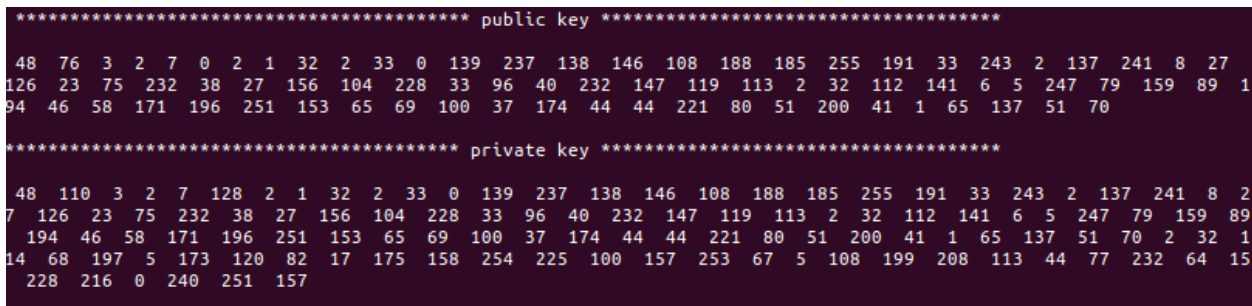 ****************************************** public key *************************************
48 76 3 2 7 0 2 1 32 2 33 0 139 237 138 146 108 188 185 255 191 33 243 2 137 241 8 27
126 23 75 232 38 27 156 104 228 33 96 40 232 147 119 113 2 32 112 141 6 5 247 79 159 89 1
94 46 58 171 196 251 153 65 69 100 37 174 44 44 221 80 51 200 41 1 65 137 51 70
****************************************** private key *************************************
48 110 3 2 7 128 2 1 32 2 33 0 139 237 138 146 108 188 185 255 191 33 243 2 137 241 8 2
7 126 23 75 232 38 27 156 104 228 33 96 40 232 147 119 113 2 32 112 141 6 5 247 79 159 89
194 46 58 171 196 251 153 65 69 100 37 174 44 44 221 80 51 200 41 1 65 137 51 70 2 32 1
14 68 197 5 173 120 82 17 175 158 254 225 100 157 253 67 5 108 199 208 113 44 77 232 64 15
228 216 0 240 251 157